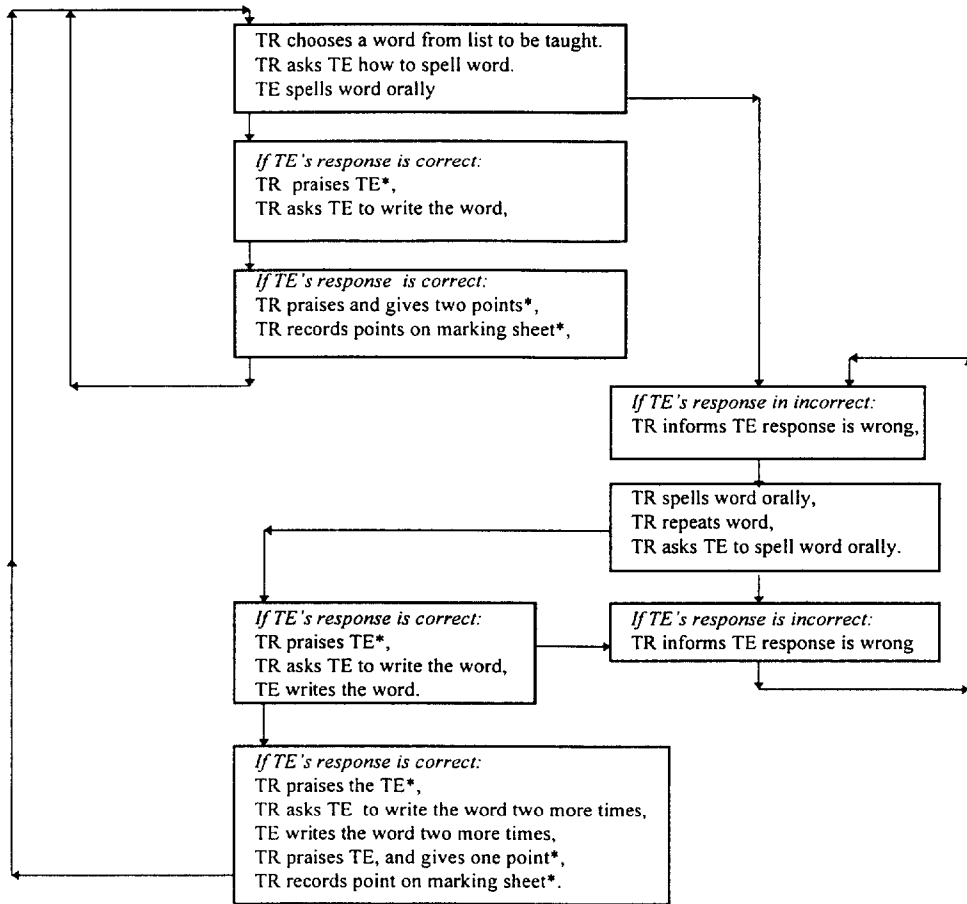 TR chooses a word from list to be taught.
TR asks TE how to spell word.
TE spells word orally
If TE's response is correct:
TR praises TE*,
TR asks TE to write the word,
If TE's response is correct:
TR praises and gives two points*,
TR records points on marking sheet*,
If TE's response in incorrect:
TR informs TE response is wrong,
TR spells word orally,
TR repeats word,
TR asks TE to spell word orally.
If TE's response is correct:
TR praises TE*,
TR asks TE to write the word,
TE writes the word.
If TE's response is incorrect:
TR informs TE response is wrong
If TE's response is correct:
TR praises the TE*,
TR asks TE to write the word two more times,
TE writes the word two more times,
TR praises TE, and gives one point*,
TR records point on marking sheet*.